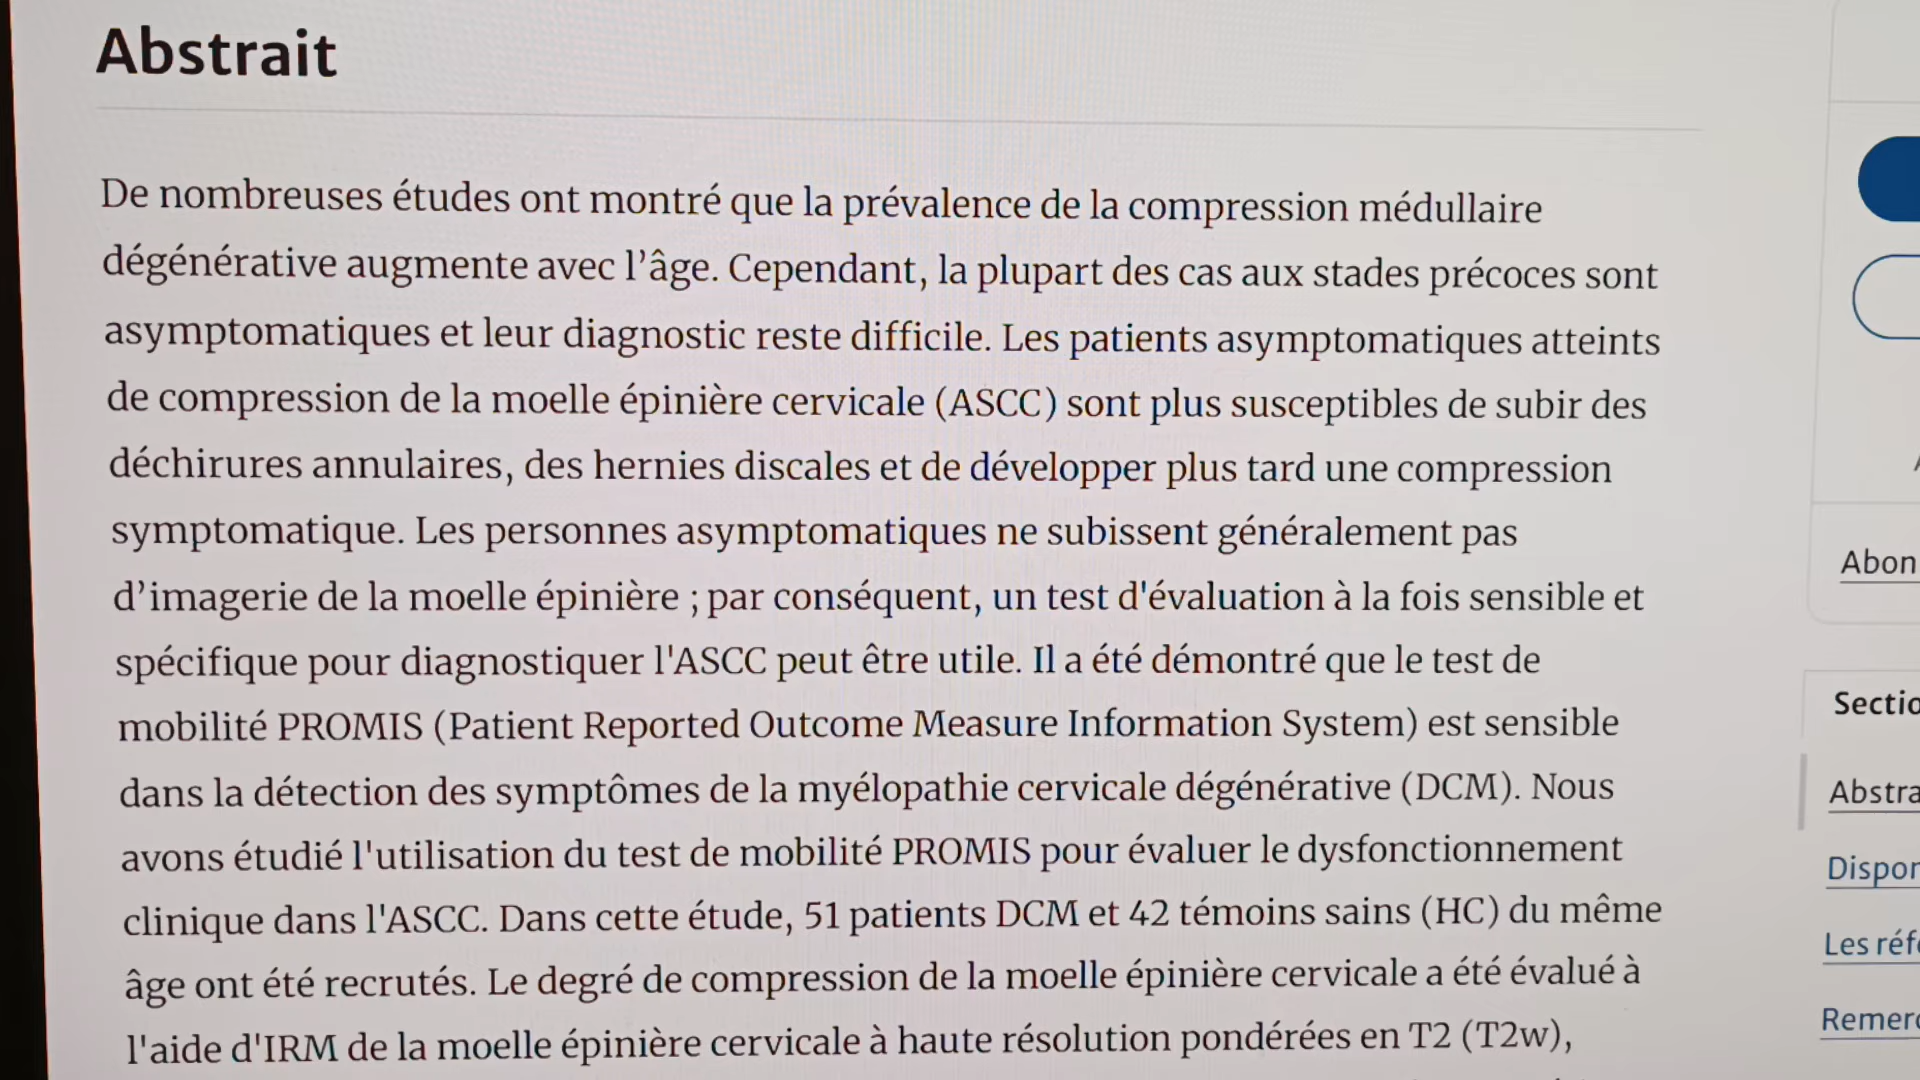 Abstrait
De nombreuses études ont montré que la prévalence de la compression médullaire
dégénérative augmente avec l’âge. Cependant, la plupart des cas aux stades précoces sont
asymptomatiques et leur diagnostic reste difficile. Les patients asymptomatiques atteints
de compression de la moelle épinière cervicale (ASCC) sont plus susceptibles de subir des
déchirures annulaires, des hernies discales et de développer plus tard une compression
symptomatique. Les personnes asymptomatiques ne subissent généralement pas
d’imagerie de la moelle épinière ; par conséquent, un test d'évaluation à la fois sensible et
spécifique pour diagnostiquer l'ASCC peut être utile. Il a été démontré que le test de
mobilité PROMIS (Patient Reported Outcome Measure Information System) est sensible
dans la détection des symptômes de la myélopathie cervicale dégénérative (DCM). Nous
avons étudié l'utilisation du test de mobilité PROMIS pour évaluer le dysfonctionnement
clinique dans l'ASCC. Dans cette étude, 51 patients DCM et 42 témoins sains (HC) du même
âge ont été recrutés. Le degré de compression de la moelle épinière cervicale a été évalué à
l'aide d'IRM de la moelle épinière cervicale à haute résolution pondérées en T2 (T2w),
Abon
Sectio
Abstra
Dispon
Les réfé
Remerc